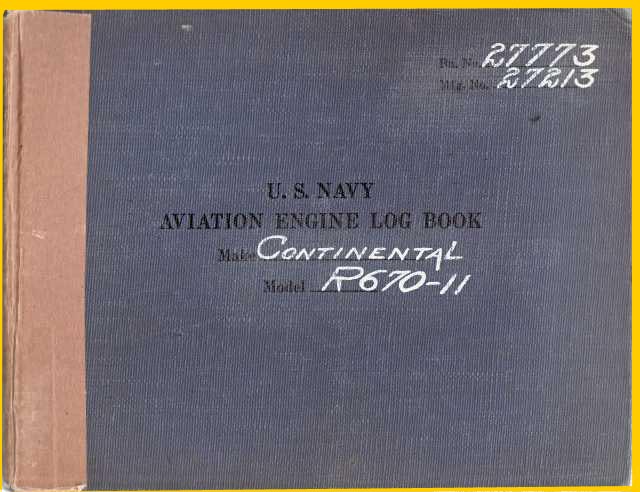 Bu. No. 27773
Mfg. No. 27213
U. S. NAVY
AVIATION ENGINE LOG BOOK
Make CONTINENTAL
Model R670-11